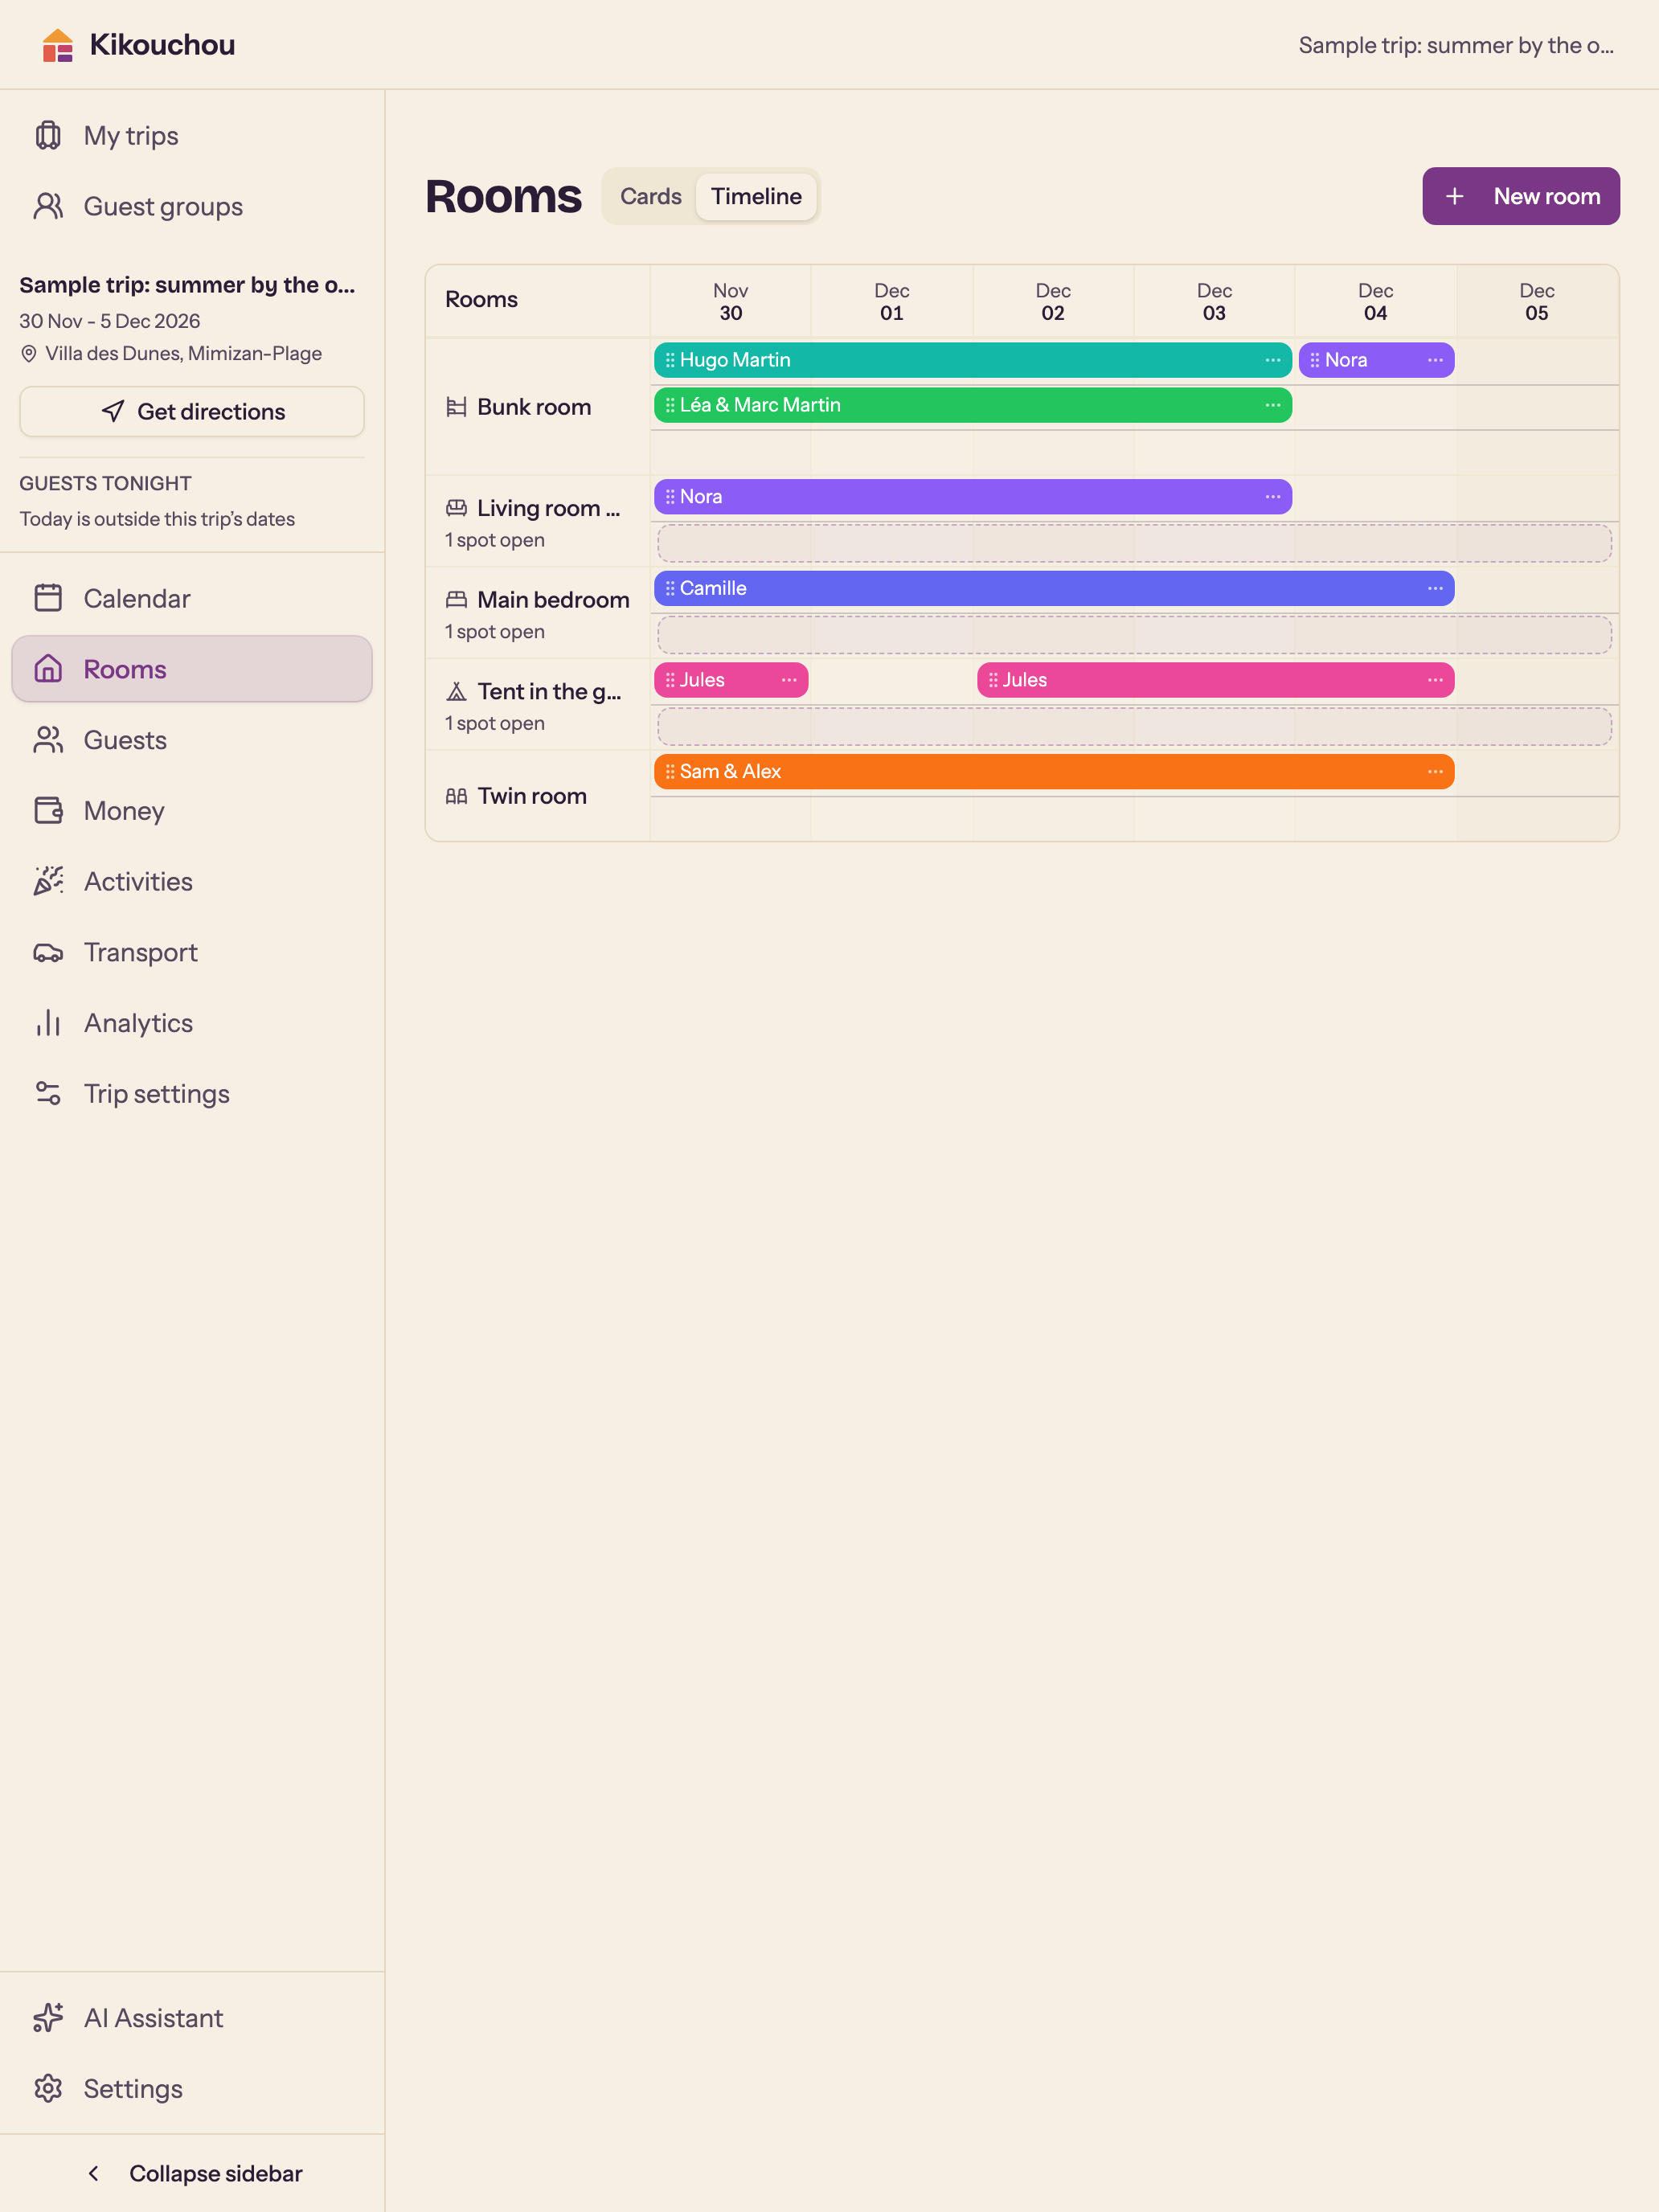 Kikouchou
Sample trip: summer by the o...
My trips
Guest groups
Sample trip: summer by the o...
30 Nov - 5 Dec 2026
Villa des Dunes, Mimizan-Plage
Get directions
GUESTS TONIGHT
Today is outside this trip’s dates
Calendar
Rooms
Guests
Money
Activities
Transport
Analytics
Trip settings
AI Assistant
Settings
Collapse sidebar
Rooms
Cards
Timeline
New room
Rooms
Nov 30
Dec 01
Dec 02
Dec 03
Dec 04
Dec 05
Bunk room
Hugo Martin
Nora
Léa & Marc Martin
Living room ...
1 spot open
Nora
Main bedroom
1 spot open
Camille
Tent in the g...
1 spot open
Jules
Jules
Twin room
Sam & Alex